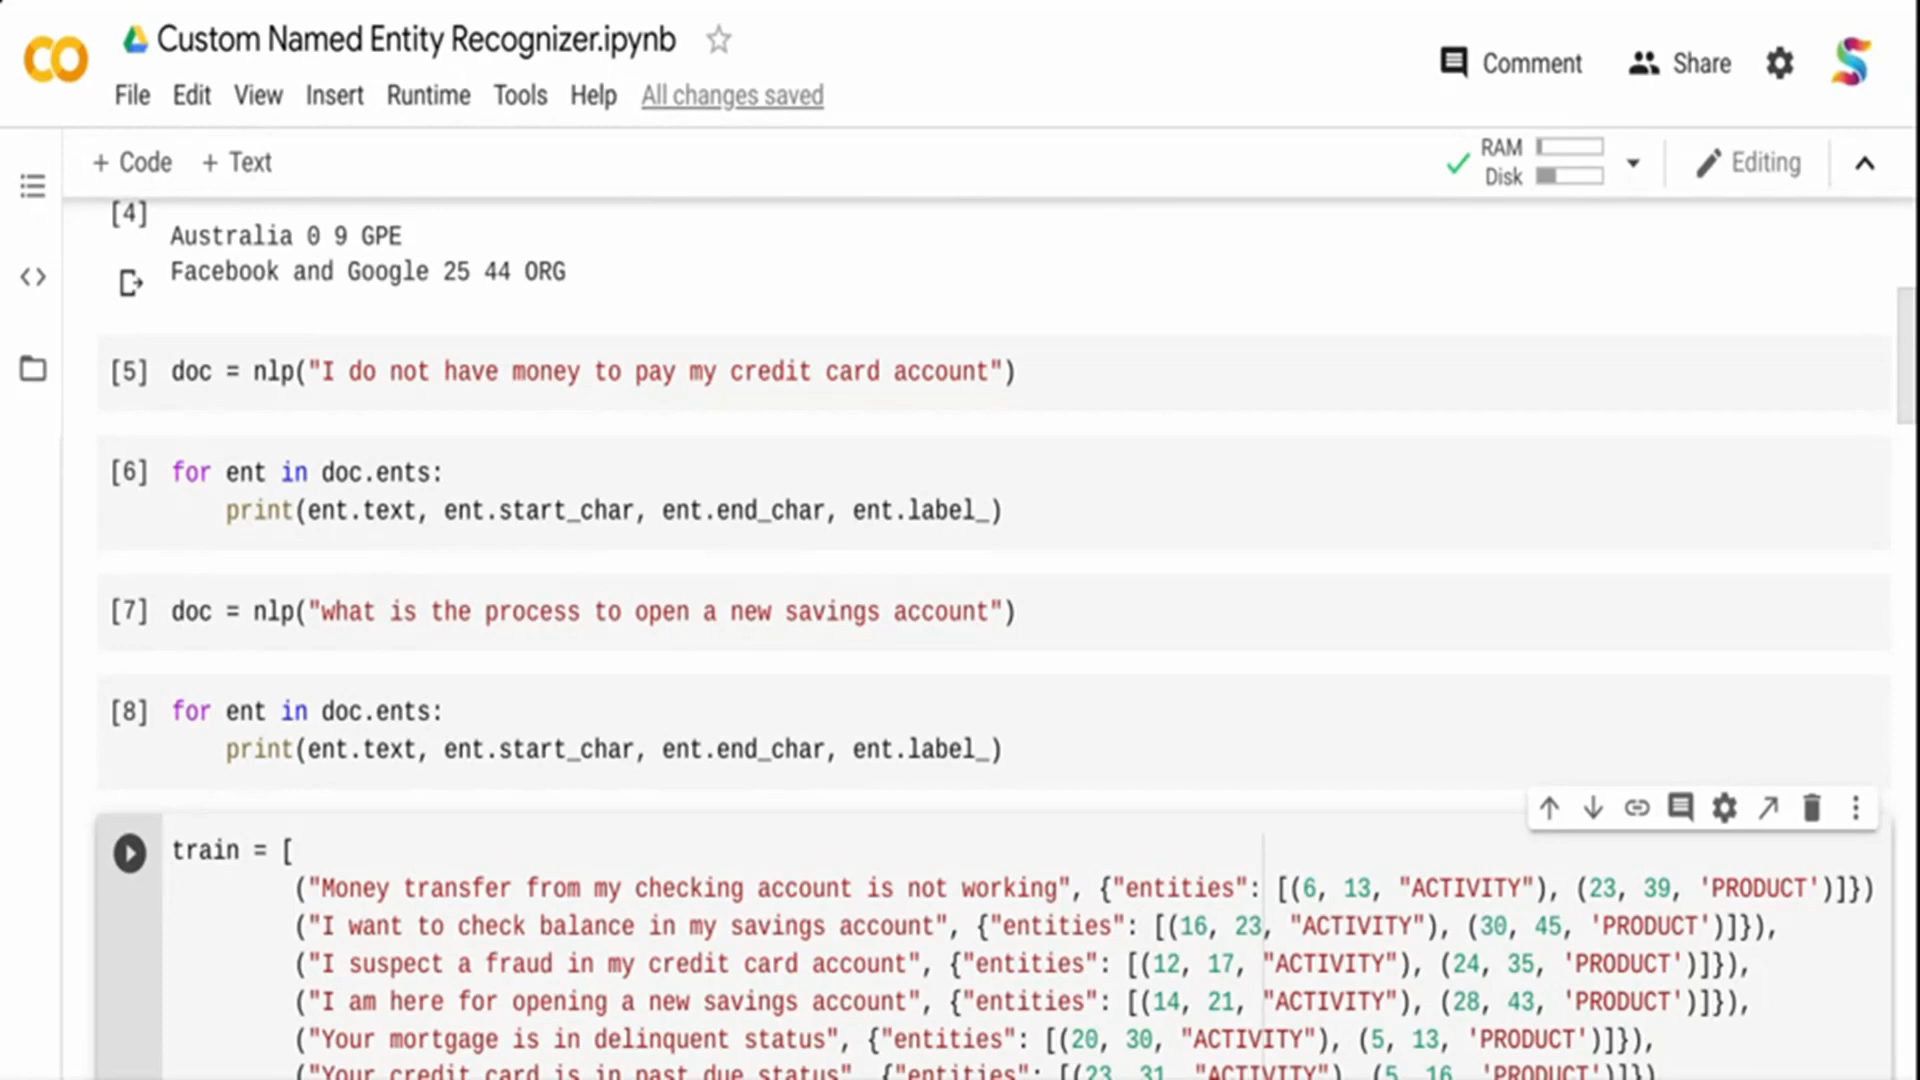 CO
Custom Named Entity Recognizer.ipynb
Comment Share
File Edit View Insert Runtime Tools Help All changes saved
+ Code + Text
RAM
Disk
Editing
[4]
Australia 0 9 GPE
Facebook and Google 25 44 ORG
[5] doc = nlp("I do not have money to pay my credit card account")
[6] for ent in doc.ents:
print(ent.text, ent.start_char, ent.end_char, ent.label_)
[7] doc = nlp("what is the process to open a new savings account")
[8] for ent in doc.ents:
print(ent.text, ent.start_char, ent.end_char, ent.label_)
train = [
("Money transfer from my checking account is not working", {"entities": [(6, 13, "ACTIVITY"), (23, 39, 'PRODUCT')]})
("I want to check balance in my savings account", {"entities": [(16, 23, "ACTIVITY"), (30, 45, 'PRODUCT')]}),
("I suspect a fraud in my credit card account", {"entities": [(12, 17, "ACTIVITY"), (24, 35, 'PRODUCT')]}),
("I am here for opening a new savings account", {"entities": [(14, 21, "ACTIVITY"), (28, 43, 'PRODUCT')]}),
("Your mortgage is in delinquent status", {"entities": [(20, 30, "ACTIVITY"), (5, 13, 'PRODUCT')]}),
("Your credit card is in past due status", {"entities": [(23, 31, "ACTIVITY"), (5, 16, 'PRODUCT')]}),